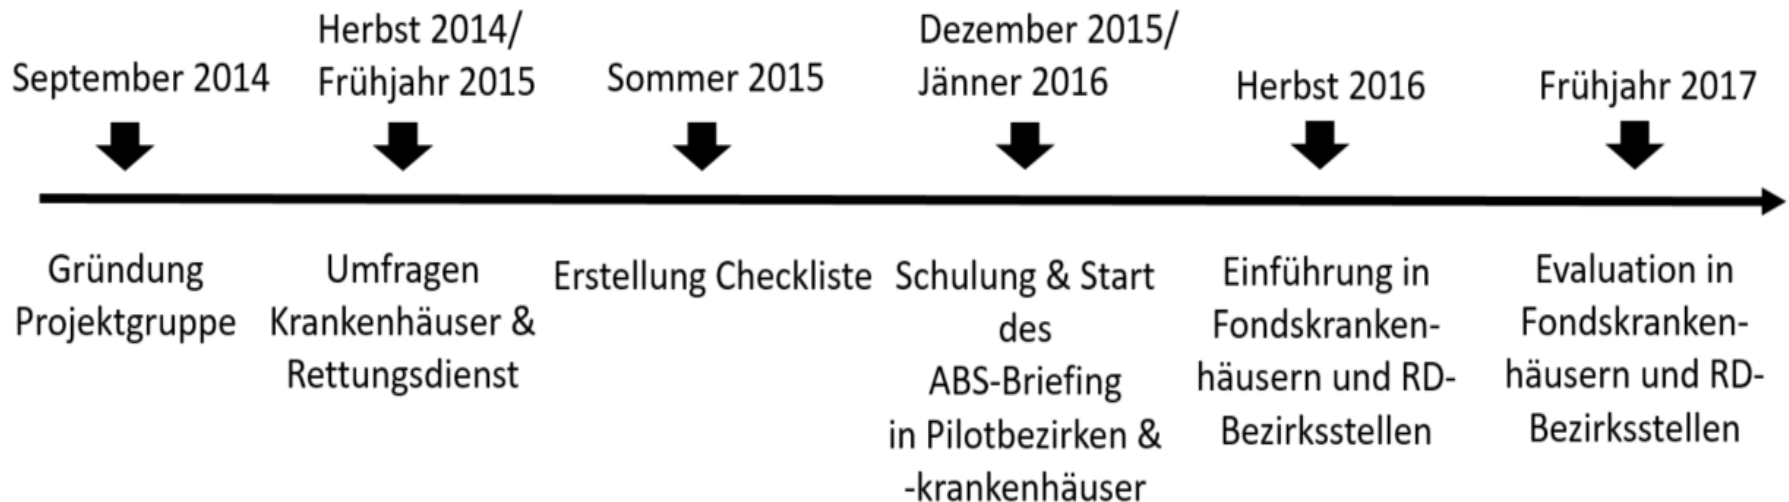 September 2014
Herbst 2014/
Frühjahr 2015
Sommer 2015
Dezember 2015/
Jänner 2016
Herbst 2016
Frühjahr 2017
Gründung
Projektgruppe
Umfragen
Krankenhäuser &
Rettungsdienst
Erstellung Checkliste
Schulung & Start
des
ABS-Briefing
in Pilotbezirken &
-krankenhäuser
Einführung in
Fondskranken-
häusern und RD-
Bezirksstellen
Evaluation in
Fondskranken-
häusern und RD-
Bezirksstellen